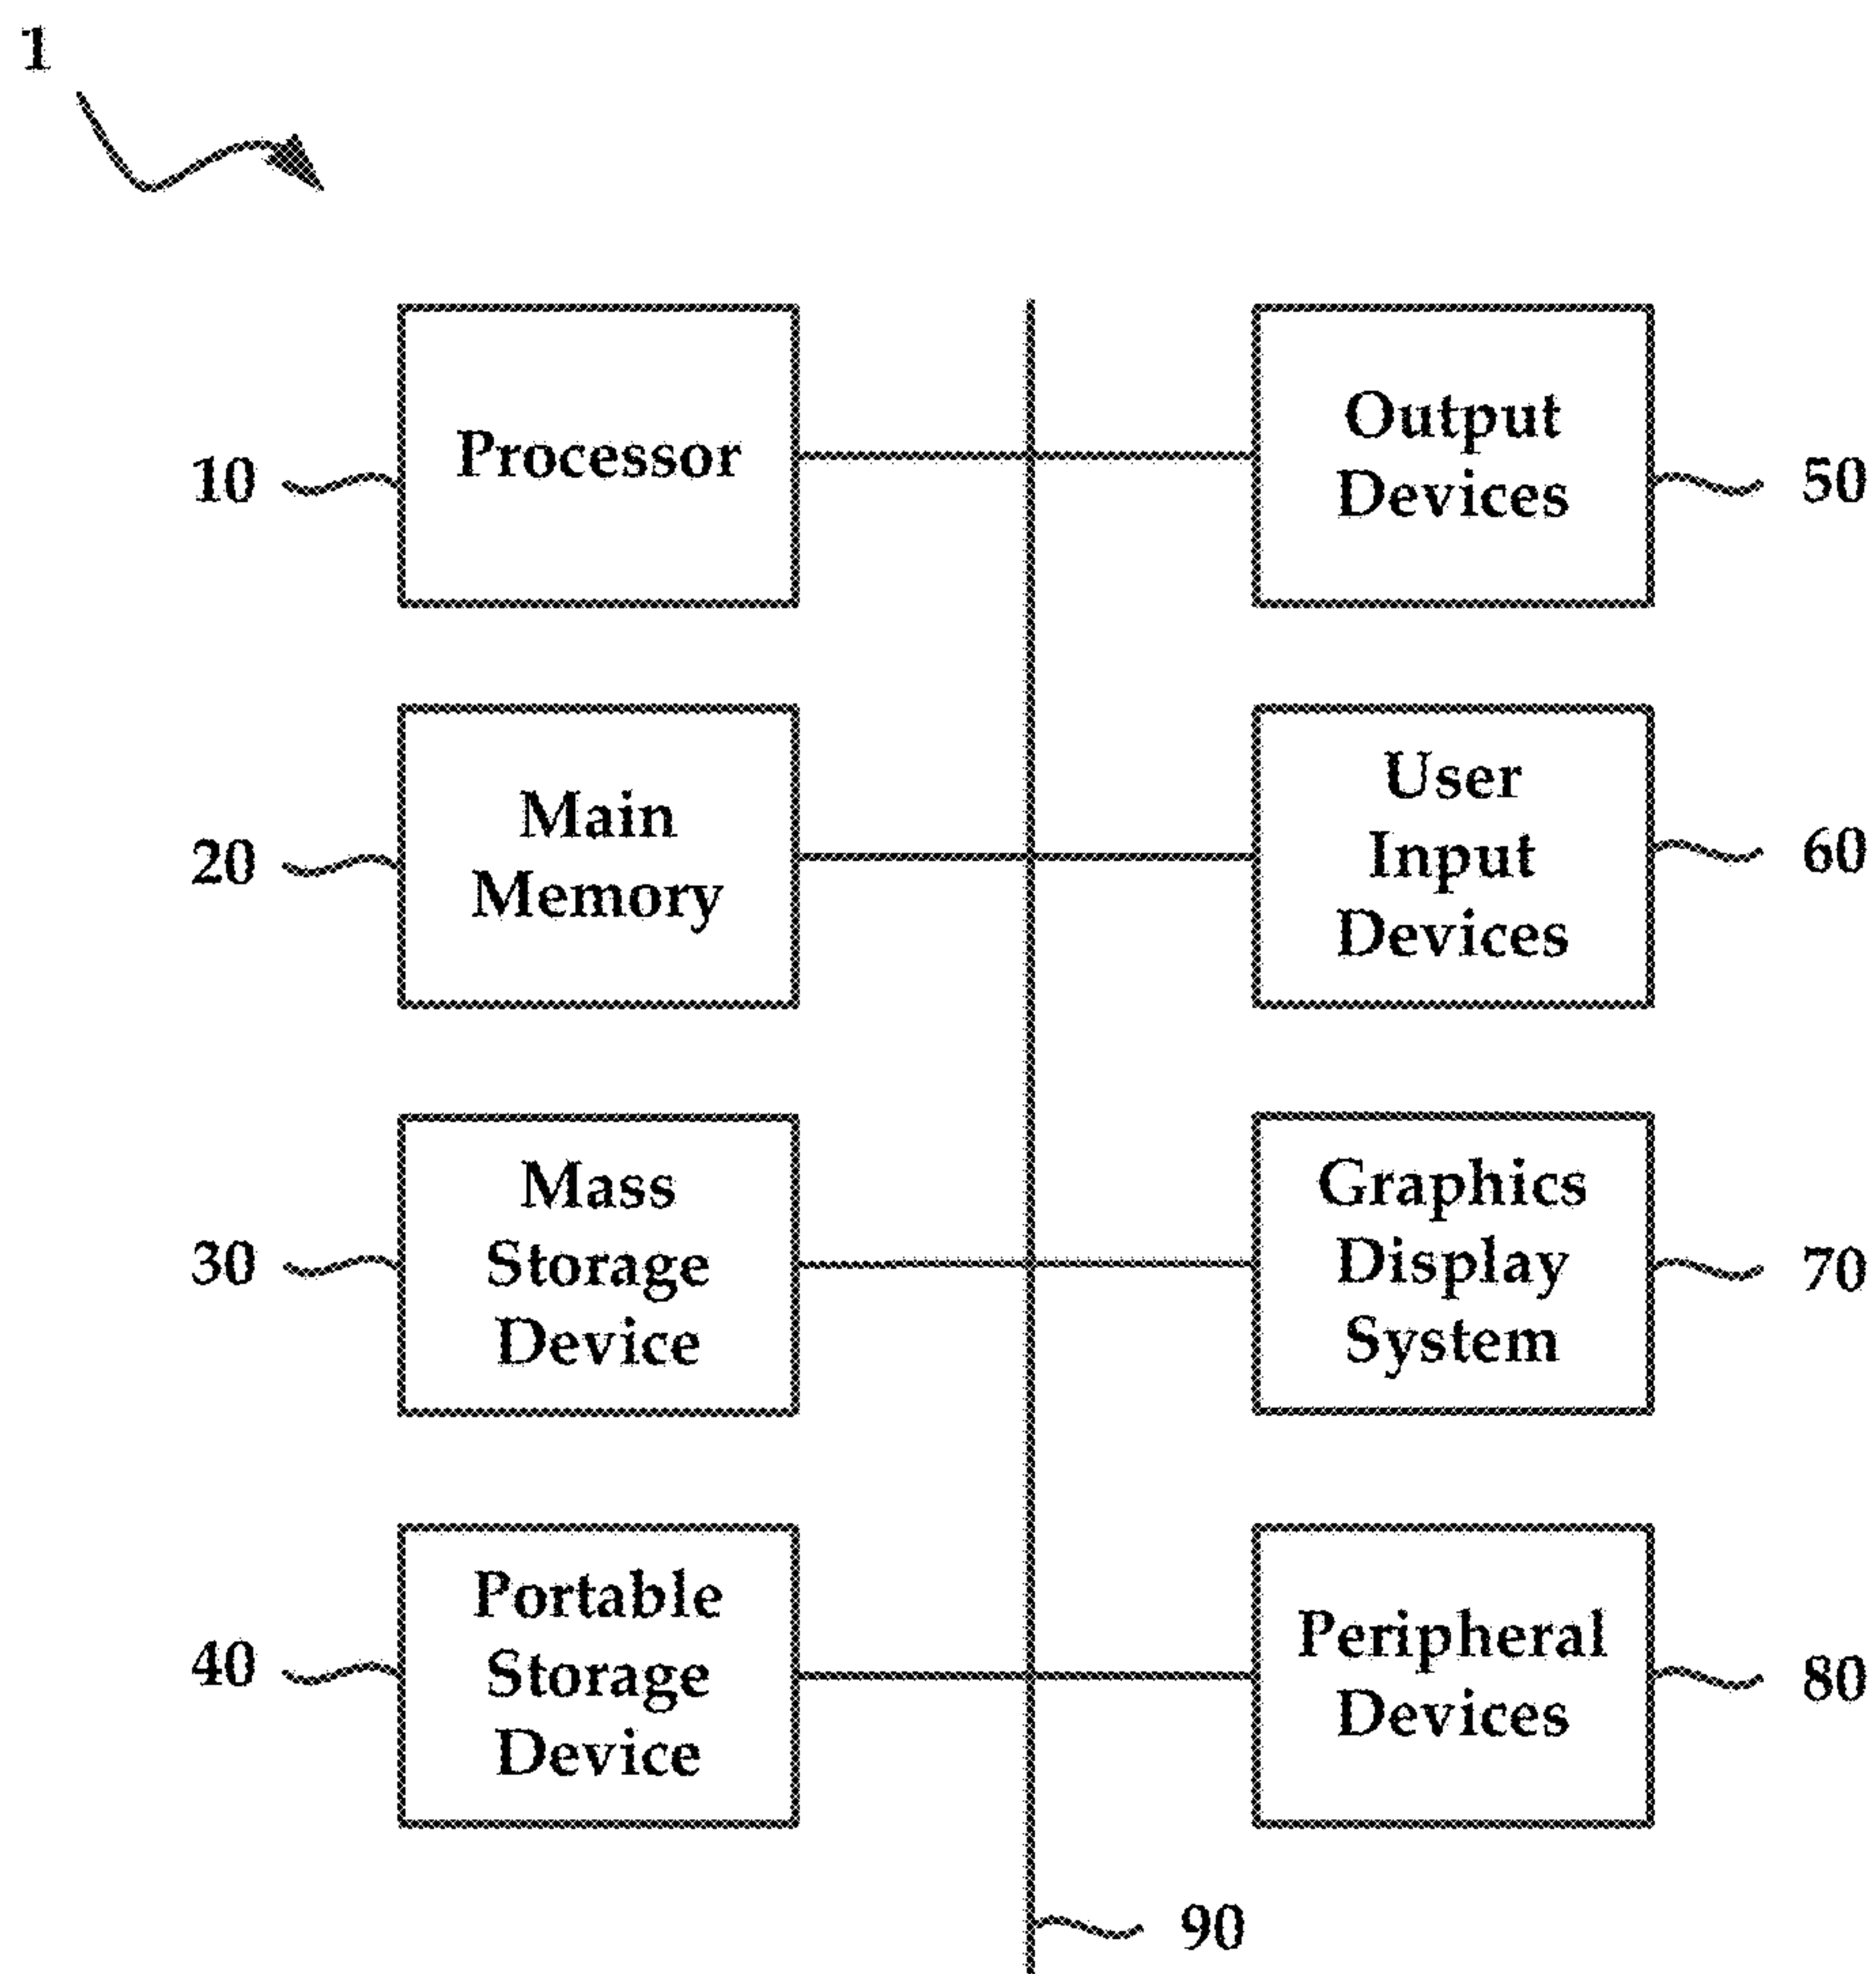 1
10
Processor
Output
Devices
50
20
Main
Memory
User
Input
Devices
60
30
Mass
Storage
Device
Graphics
Display
System
70
40
Portable
Storage
Device
Peripheral
Devices
80
90